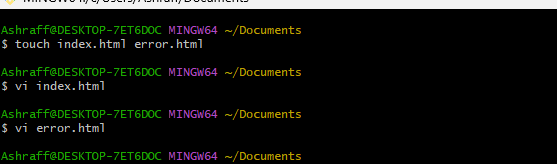 Ashraff@DESKTOP-7ET6DOC MINGW64 ~/Documents
$ touch index.html error.html
Ashraff@DESKTOP-7ET6DOC MINGW64 ~/Documents
$ vi index.html
Ashraff@DESKTOP-7ET6DOC MINGW64 ~/Documents
$ vi error.html
Ashraff@DESKTOP-7ET6DOC MINGW64 ~/Documents